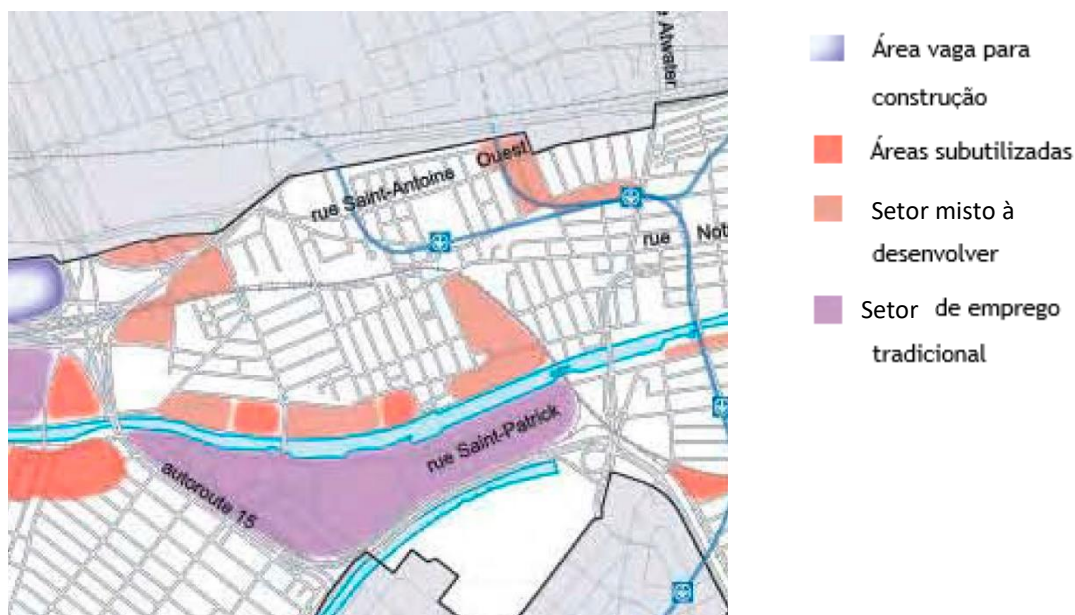 Atwater
Ouest
rue Saint-Antoine
rue Not
rue Saint-Patrick
autoroute 15
Área vaga para
construção
Áreas subutilizadas
Setor misto à
desenvolver
Setor de emprego
tradicional